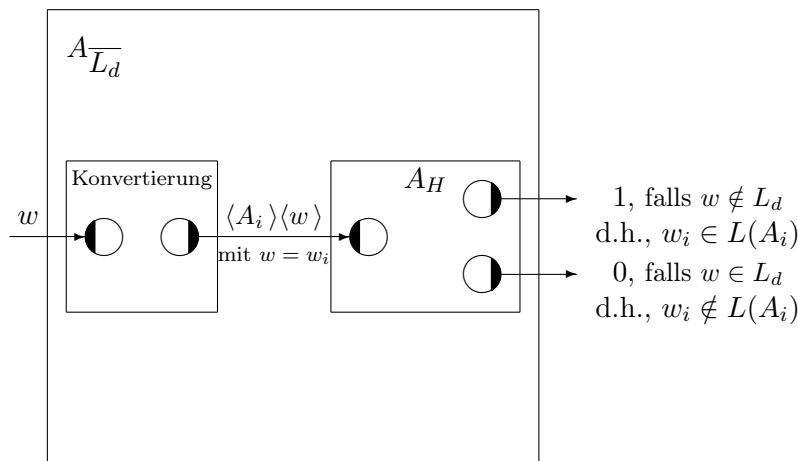 A_{\overline{L_d}}
Konvertierung
A_H
w
⟨A_i⟩⟨w⟩
mit w = w_i
1, falls w ∉ L_d
d.h., w_i ∈ L(A_i)
0, falls w ∈ L_d
d.h., w_i ∉ L(A_i)